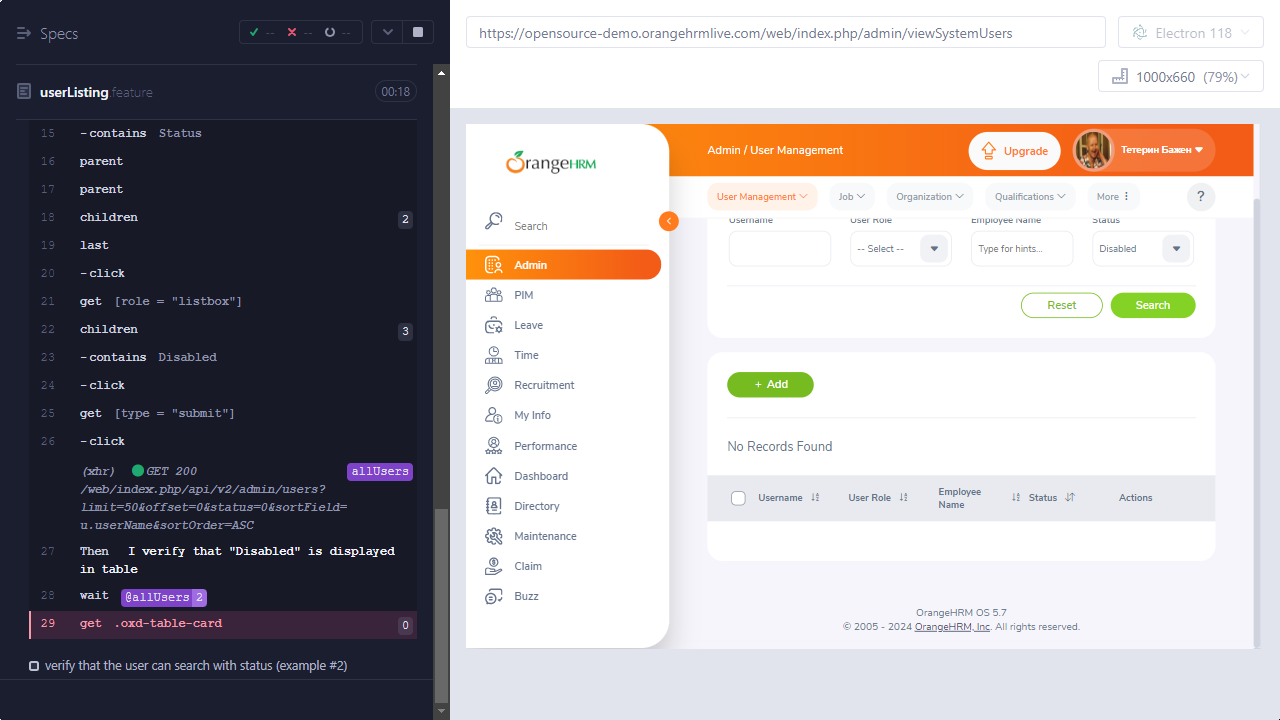 Specs
-- -- --
userListing.feature
00:18
15 -contains Status
16 parent
17 parent
18 children 2
19 last
20 -click
21 get [role = "listbox"]
22 children 3
23 -contains Disabled
24 -click
25 get [type = "submit"]
26 -click
(xhr) GET 200 allUsers
/web/index.php/api/v2/admin/users?
limit=50&offset=0&status=0&sortField=
u.userName&sortOrder=ASC
27 Then I verify that "Disabled" is displayed
in table
28 wait @allUsers 2
29 get .oxd-table-card 0
verify that the user can search with status (example #2)
https://opensource-demo.orangehrmlive.com/web/index.php/admin/viewSystemUsers
Electron 118
1000x660 (79%)
OrangeHRM
Search
Admin
PIM
Leave
Time
Recruitment
My Info
Performance
Dashboard
Directory
Maintenance
Claim
Buzz
Admin / User Management
Upgrade
Тетерин Бажен
User Management Job Organization Qualifications More ?
Username User Role Employee Name Status
-- Select -- Type for hints... Disabled
Reset Search
+ Add
No Records Found
Username User Role Employee Name Status Actions
OrangeHRM OS 5.7
© 2005 - 2024 OrangeHRM, Inc. All rights reserved.